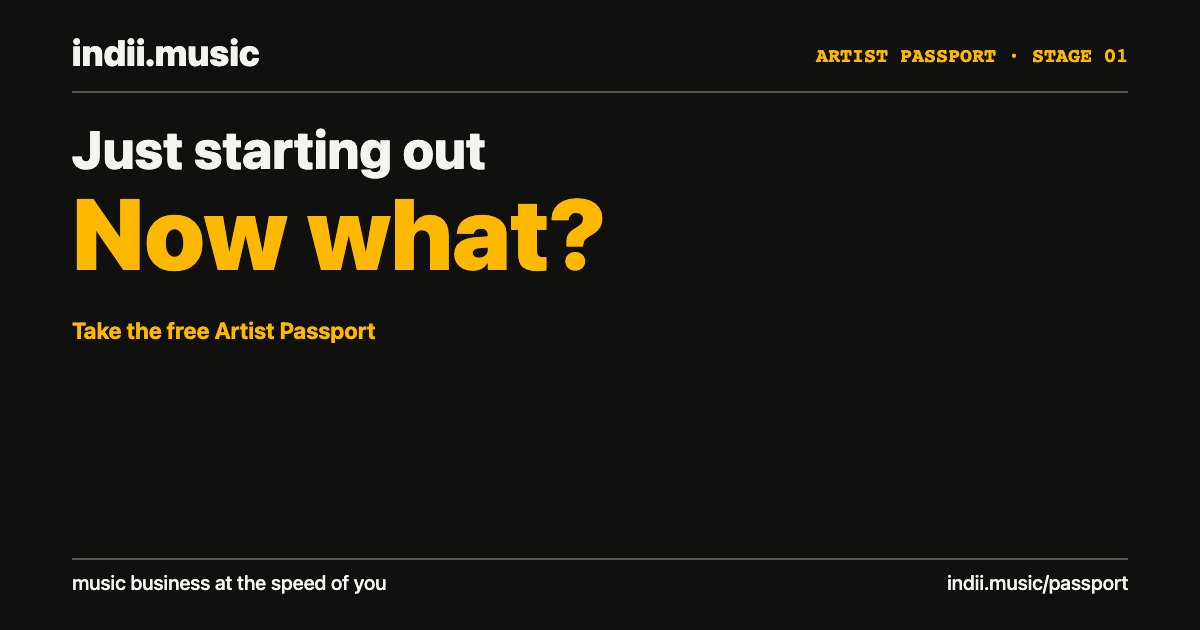 indii.music
ARTIST PASSPORT · STAGE 01
Just starting out
Now what?
Take the free Artist Passport
music business at the speed of you
indii.music/passport